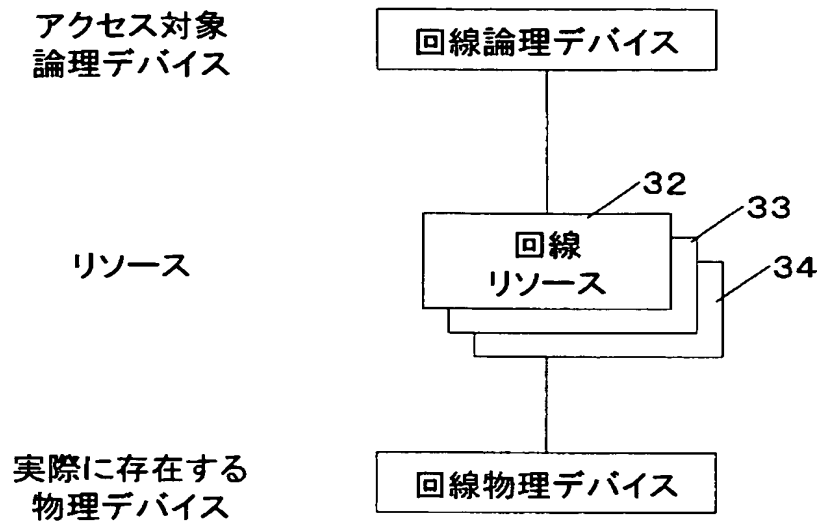 アクセス対象
論理デバイス
回線論理デバイス
32
33
34
リソース
回線
リソース
実際に存在する
物理デバイス
回線物理デバイス